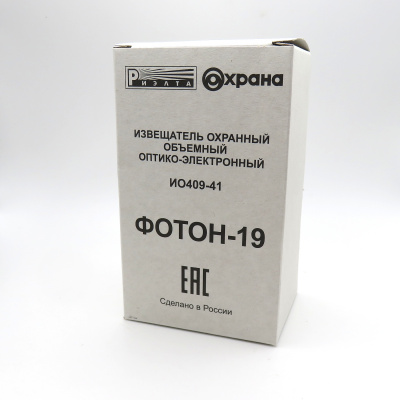 Риэлта Охрана
ИЗВЕЩАТЕЛЬ ОХРАННЫЙ
ОБЪЕМНЫЙ
ОПТИКО-ЭЛЕКТРОННЫЙ
ИО409-41
ФОТОН-19
ЕАС
Сделано в России